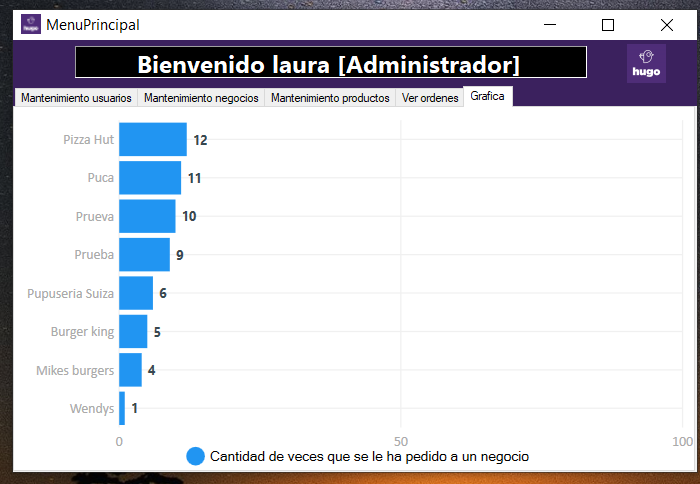 hugo MenuPrincipal
Bienvenido laura [Administrador]
hugo
Mantenimiento usuarios Mantenimiento negocios Mantenimiento productos Ver ordenes Grafica
Pizza Hut 12
Puca 11
Prueva 10
Prueba 9
Pupuseria Suiza 6
Burger king 5
Mikes burgers 4
Wendys 1
0 50 100
Cantidad de veces que se le ha pedido a un negocio